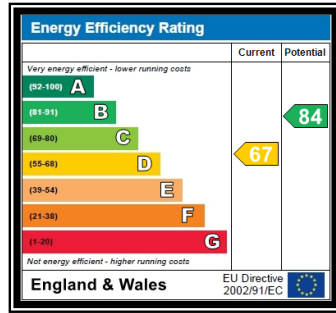 Energy Efficiency Rating
Current Potential
Very energy efficient - lower running costs
(92-100) A
(81-91) B
84
(69-80) C
(55-68) D
67
(39-54) E
(21-38) F
(1-20) G
Not energy efficient - higher running costs
England & Wales
EU Directive
2002/91/EC